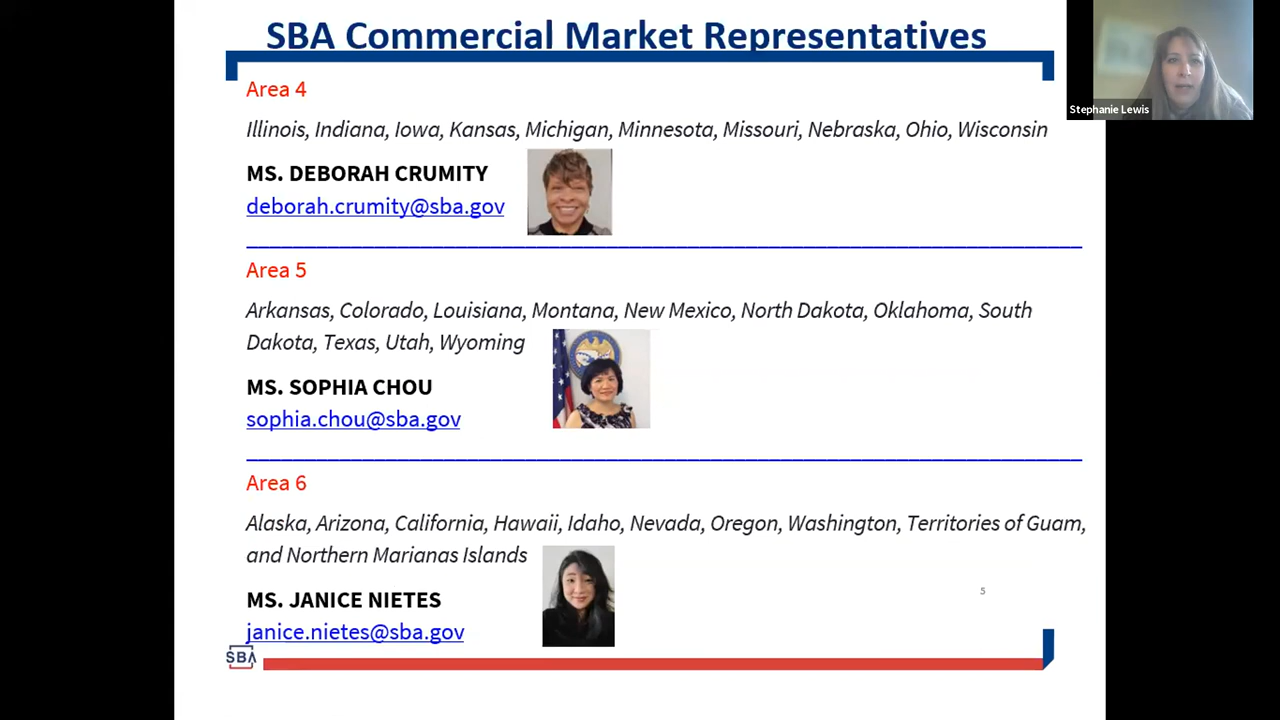 SBA Commercial Market Representatives
Stephanie Lewis
Area 4
Illinois, Indiana, Iowa, Kansas, Michigan, Minnesota, Missouri, Nebraska, Ohio, Wisconsin
MS. DEBORAH CRUMITY
deborah.crumity@sba.gov
Area 5
Arkansas, Colorado, Louisiana, Montana, New Mexico, North Dakota, Oklahoma, South
Dakota, Texas, Utah, Wyoming
MS. SOPHIA CHOU
sophia.chou@sba.gov
Area 6
Alaska, Arizona, California, Hawaii, Idaho, Nevada, Oregon, Washington, Territories of Guam,
and Northern Marianas Islands
MS. JANICE NIETES
janice.nietes@sba.gov
5
SBA